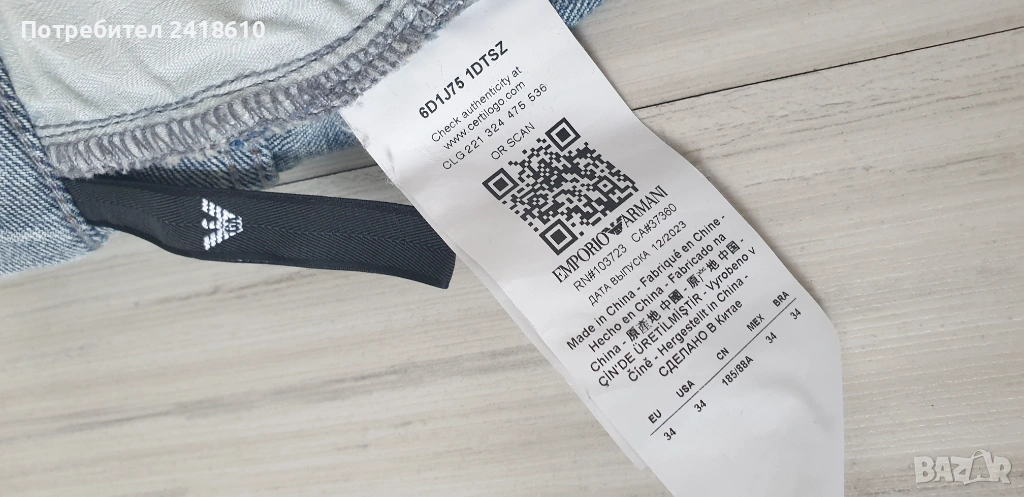 Потребител 2418610
6D1J75 1DTSZ
Check authenticity at
www.certilogo.com
CLG 221 324 475 536
OR SCAN
EMPORIO ARMANI
RN#103723 CA#37360
ДАТА ВЫПУСКА 12/2023
Made in China - Fabriqué en Chine -
Hecho en China - Fabricado na
China - 原產地 中國 - 原产地 中国 -
ÇİN'DE ÜRETİLMİŞTİR - Vyrobeno v
Číně - Hergestellt in China -
СДЕЛАНО В Китае
EU USA CN MEX BRA
34 34 185/88A 34 34
BAZAR